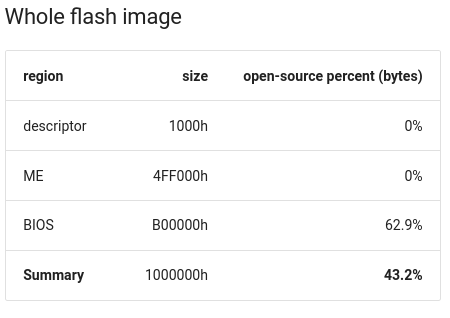 Whole flash image
region size open-source percent (bytes)
descriptor 1000h 0%
ME 4FF000h 0%
BIOS B00000h 62.9%
Summary 1000000h 43.2%